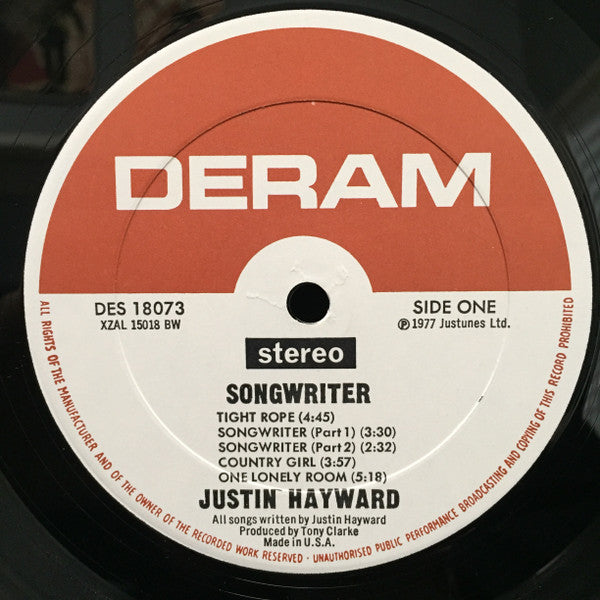 DERAM
DES 18073
XZAL 15018 BW
SIDE ONE
℗ 1977 Justunes Ltd.
stereo
SONGWRITER
TIGHT ROPE (4:45)
SONGWRITER (Part 1) (3:30)
SONGWRITER (Part 2) (2:32)
COUNTRY GIRL (3:57)
ONE LONELY ROOM (5:18)
JUSTIN HAYWARD
All songs written by Justin Hayward
Produced by Tony Clarke
Made in U.S.A.
ALL RIGHTS OF THE MANUFACTURER AND OF THE OWNER OF THE RECORDED WORK RESERVED · UNAUTHORISED PUBLIC PERFORMANCE BROADCASTING AND COPYING OF THIS RECORD PROHIBITED